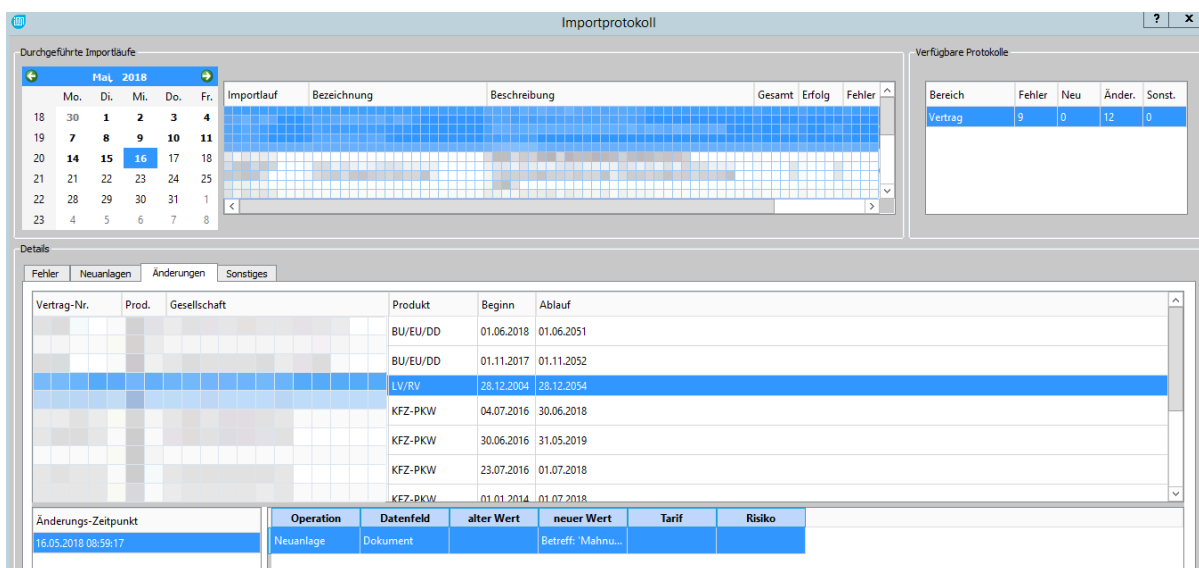 Importprotokoll ? x
Durchgeführte Importläufe
Verfügbare Protokolle
Mai, 2018
Mo. Di. Mi. Do. Fr.
18 30 1 2 3 4
19 7 8 9 10 11
20 14 15 16 17 18
21 21 22 23 24 25
22 28 29 30 31 1
23 4 5 6 7 8
Importlauf Bezeichnung Beschreibung Gesamt Erfolg Fehler
Bereich Fehler Neu Änder. Sonst.
Vertrag 9 0 12 0
Details
Fehler Neuanlagen Änderungen Sonstiges
Vertrag-Nr. Prod. Gesellschaft Produkt Beginn Ablauf
BU/EU/DD 01.06.2018 01.06.2051
BU/EU/DD 01.11.2017 01.11.2052
LV/RV 28.12.2004 28.12.2054
KFZ-PKW 04.07.2016 30.06.2018
KFZ-PKW 30.06.2016 31.05.2019
KFZ-PKW 23.07.2016 01.07.2018
KFZ-PKW 01.01.2014 01.07.2018
Änderungs-Zeitpunkt
16.05.2018 08:59:17
Operation Datenfeld alter Wert neuer Wert Tarif Risiko
Neuanlage Dokument Betreff: 'Mahnu...